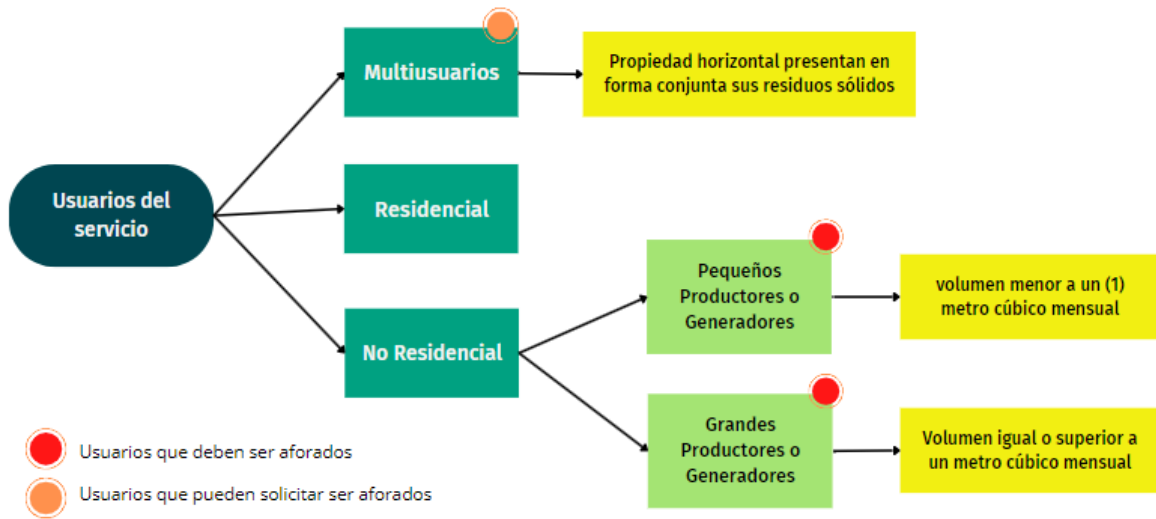 Usuarios del
servicio
Multiusuarios
Propiedad horizontal presentan en
forma conjunta sus residuos sólidos
Residencial
No Residencial
Pequeños
Productores o
Generadores
volumen menor a un (1)
metro cúbico mensual
Grandes
Productores o
Generadores
Volumen igual o superior a
un metro cúbico mensual
Usuarios que deben ser aforados
Usuarios que pueden solicitar ser aforados